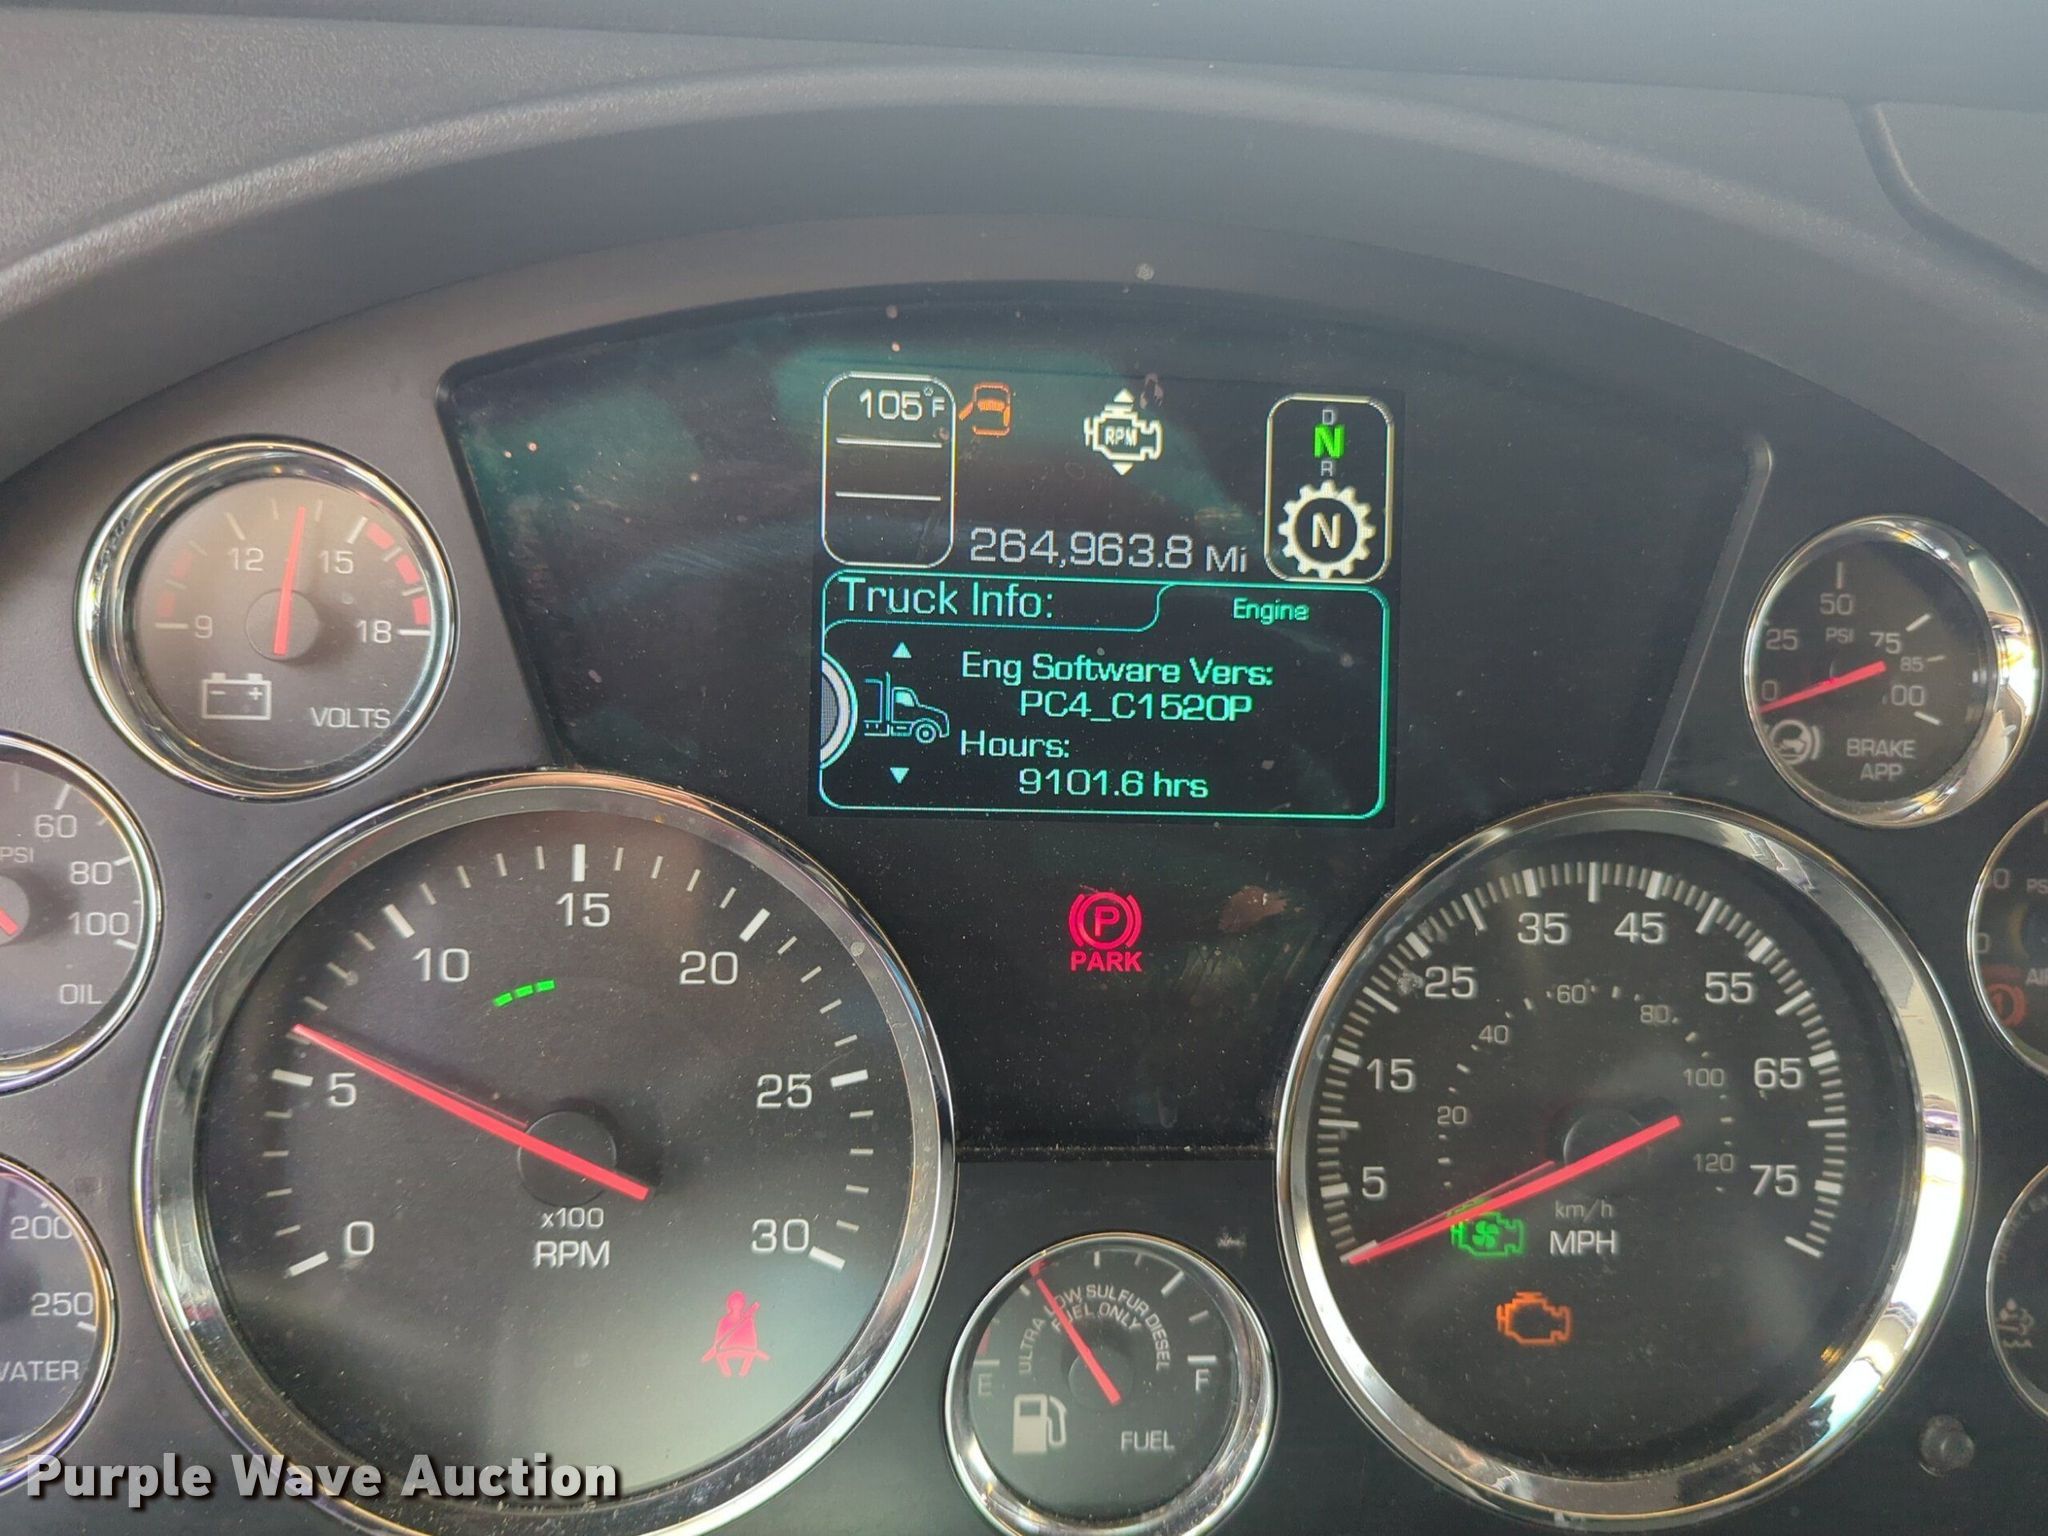 105°F
RPM
D
N
R
N
264,963.8 Mi
Truck Info:
Engine
Eng Software Vers:
PC4_C1520P
Hours:
9101.6 hrs
9
12
15
18
VOLTS
60
80
100
PSI
OIL
200
250
0
5
10
15
20
25
30
x100
RPM
P
PARK
ULTRA LOW SULFUR DIESEL
FUEL ONLY
E
F
FUEL
5
15
25
35
45
55
65
75
20
40
60
80
100
120
km/h
MPH
0
25
50
75
85
PSI
BRAKE
APP
Purple Wave Auction